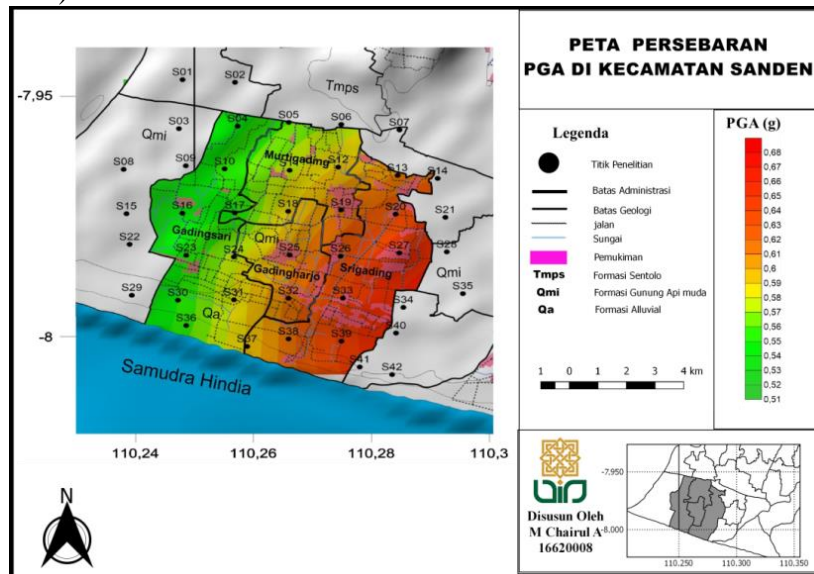 )
PETA PERSEBARAN
PGA DI KECAMATAN SANDEN
-7,95
-8
110,24
110,26
110,28
110,3
S01
S02
Tmps
S03
Qmi
S04
S05
S06
S07
Murtigading
S08
S09
S10
S12
S13
S14
S15
S16
S17
S18
S19
S20
S21
Gadingsari
Qmi
S22
S23
S24
S25
S26
S27
S28
Gadingharjo
Srigading
Qmi
S29
S30
S31
S32
S33
S34
S35
Qa
S36
S37
S38
S39
S40
S41
S42
Samudra Hindia
N
Legenda
Titik Penelitian
Batas Administrasi
Batas Geologi
jalan
Sungai
Pemukiman
Tmps Formasi Sentolo
Qmi Formasi Gunung Api muda
Qa Formasi Alluvial
1 0 1 2 3 4 km
PGA (g)
0,68
0,67
0,66
0,65
0,64
0,63
0,62
0,61
0,6
0,59
0,58
0,57
0,56
0,55
0,54
0,53
0,52
0,51
Disusun Oleh
M Chairul A
16620008
-7.950
-8.000
110.250
110.300
110.355